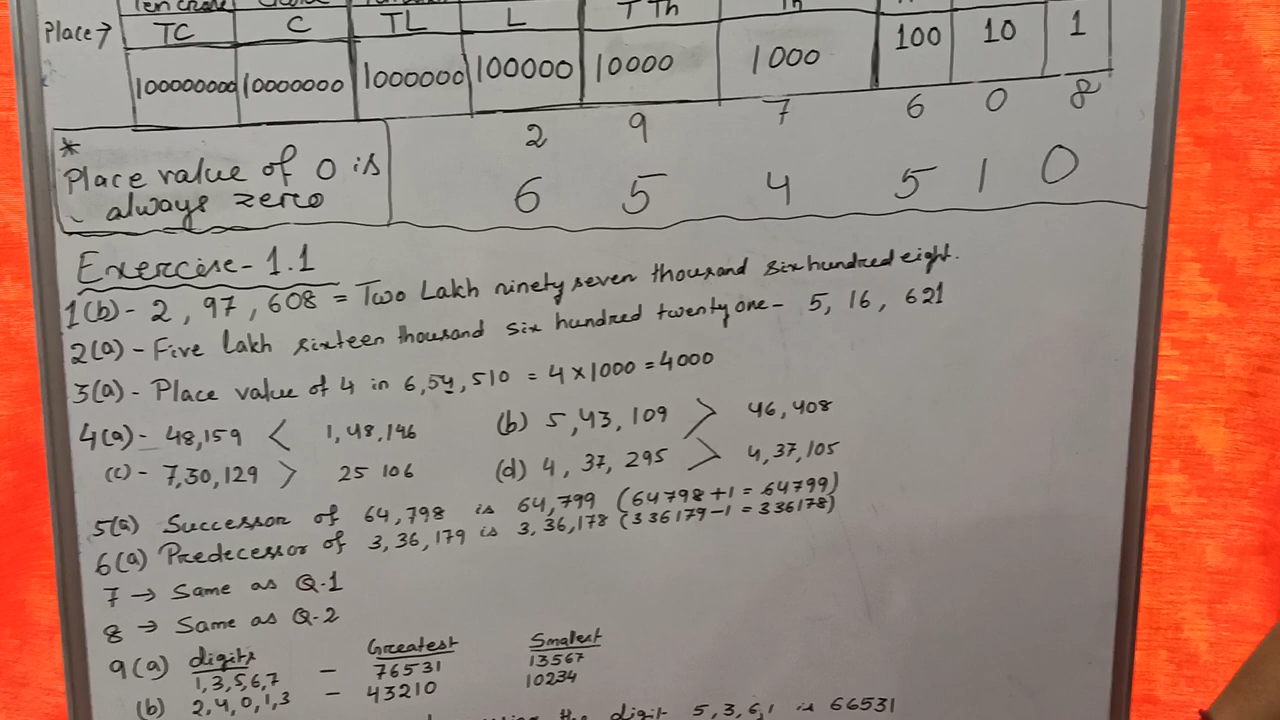 Place→ TC C TL L T Th
100000000 10000000 1000000 100000 10000 1000 100 10 1
2 9 7 6 0 8
*
Place value of 0 is
always zero
6 5 4 5 1 0
Exercise - 1.1
1(b) - 2, 97, 608 = Two Lakh ninety seven thousand six hundred eight.
2(a) - Five lakh sixteen thousand six hundred twenty one - 5, 16, 621
3(a) - Place value of 4 in 6,54,510 = 4 × 1000 = 4000
4(a) - 48,159 < 1,48,146 (b) 5,43,109 > 46,408
(c) - 7,30,129 > 25 106 (d) 4, 37, 295 > 4,37,105
5(a) Successor of 64,798 is 64,799 (64798 + 1 = 64799)
6(a) Predecessor of 3,36,179 is 3,36,178 (336179 - 1 = 336178)
7 → Same as Q-1
8 → Same as Q-2
9(a) digits Greatest Smallest
1,3,5,6,7 - 76531 13567
(b) 2,4,0,1,3 - 43210 10234
the digit 5,3,6,1 is 66531